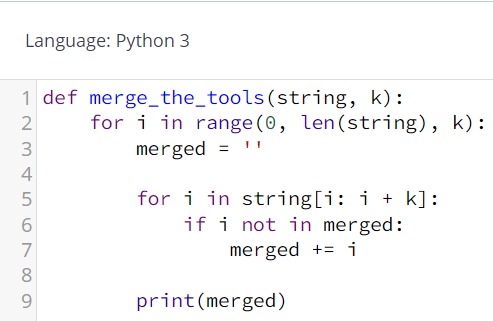 Language: Python 3
1 def merge_the_tools(string, k):
2     for i in range(0, len(string), k):
3         merged = ''
4
5         for i in string[i: i + k]:
6             if i not in merged:
7                 merged += i
8
9         print(merged)